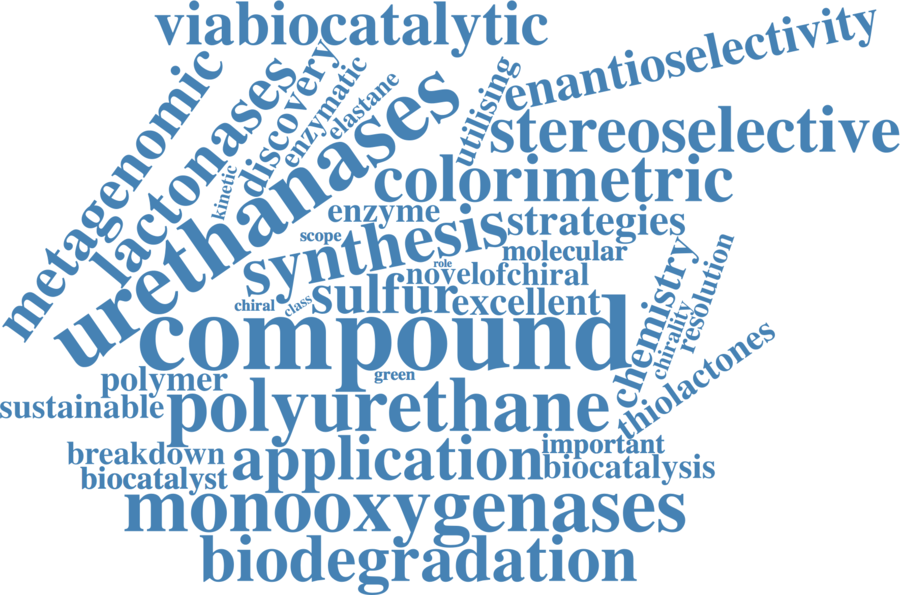 viabiocatalytic
enantioselectivity
metagenomic
lactonases
discovery
enzymatic
elastane
urethanases
utilising
stereoselective
kinetic
colorimetric
enzyme
strategies
scope
synthesis
molecular
role
novelofchiral
chiral
class
sulfur
excellent
chemistry
chirality
resolution
compound
green
thiolactones
polymer
sustainable
polyurethane
breakdown
application
important
biocatalyst
biocatalysis
monooxygenases
biodegradation